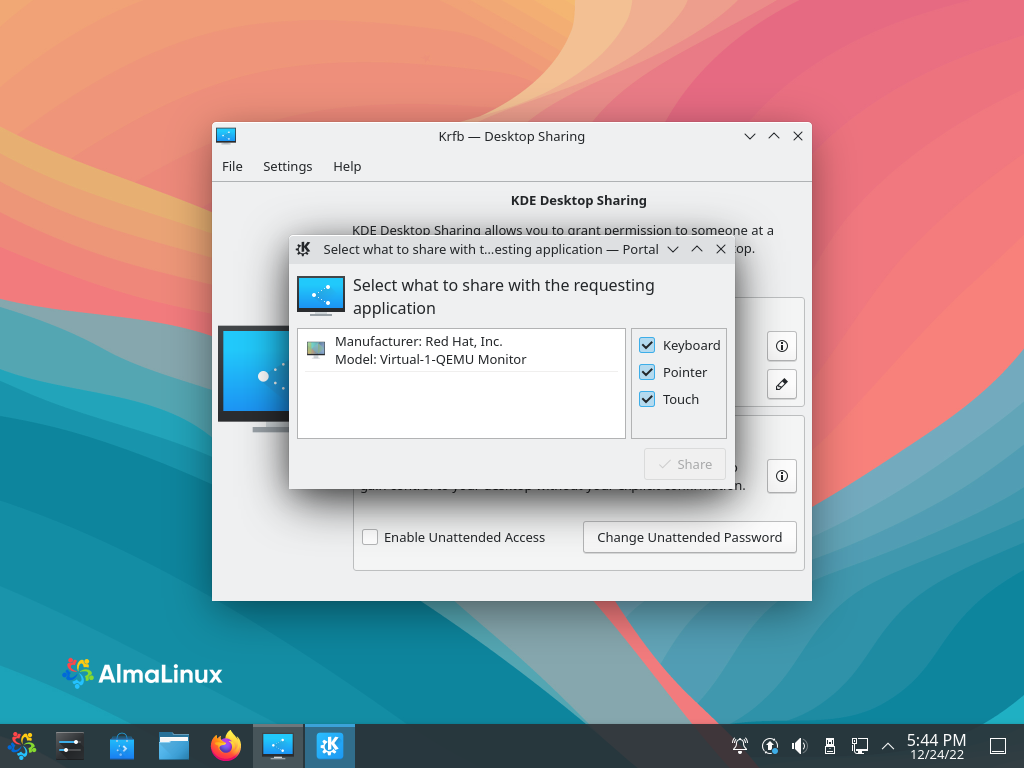 Krfb — Desktop Sharing
File Settings Help
KDE Desktop Sharing
KDE Desktop Sharing allows you to grant permission to someone at a
top.
Select what to share with t...esting application — Portal
Select what to share with the requesting
application
Manufacturer: Red Hat, Inc.
Model: Virtual-1-QEMU Monitor
Keyboard
Pointer
Touch
Share
gain control to your desktop without your explicit confirmation.
Enable Unattended Access
Change Unattended Password
AlmaLinux
5:44 PM
12/24/22